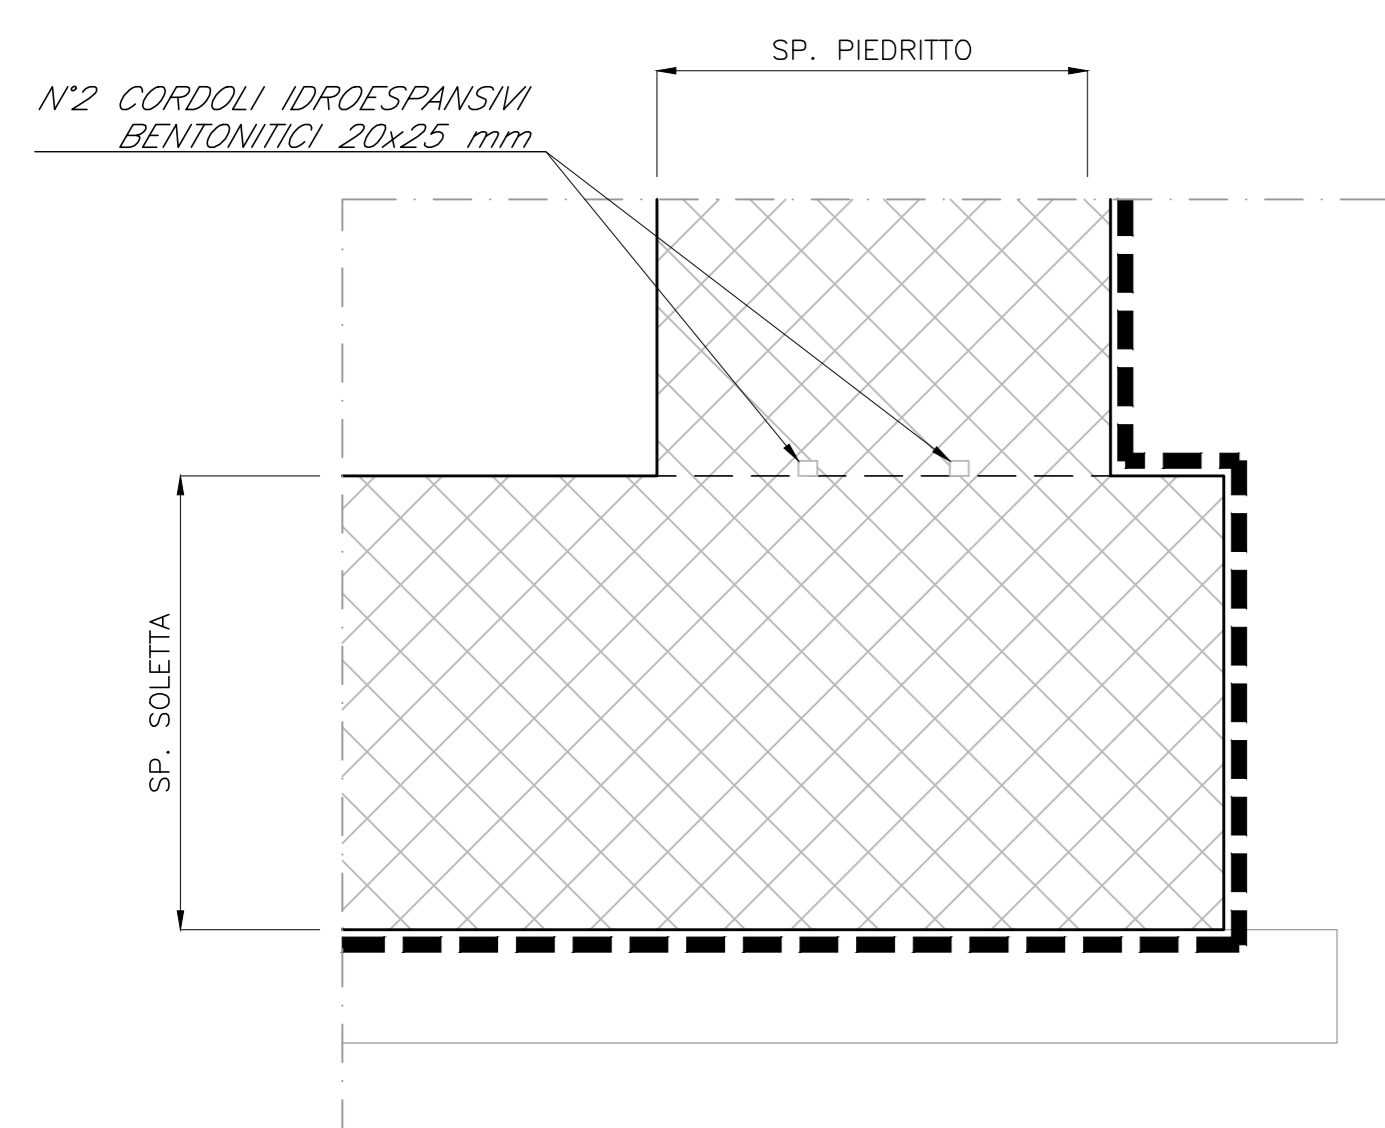 SP. PIEDRITTO
N°2 CORDOLI IDROESPANSIVI
BENTONITICI 20x25 mm
SP. SOLETTA